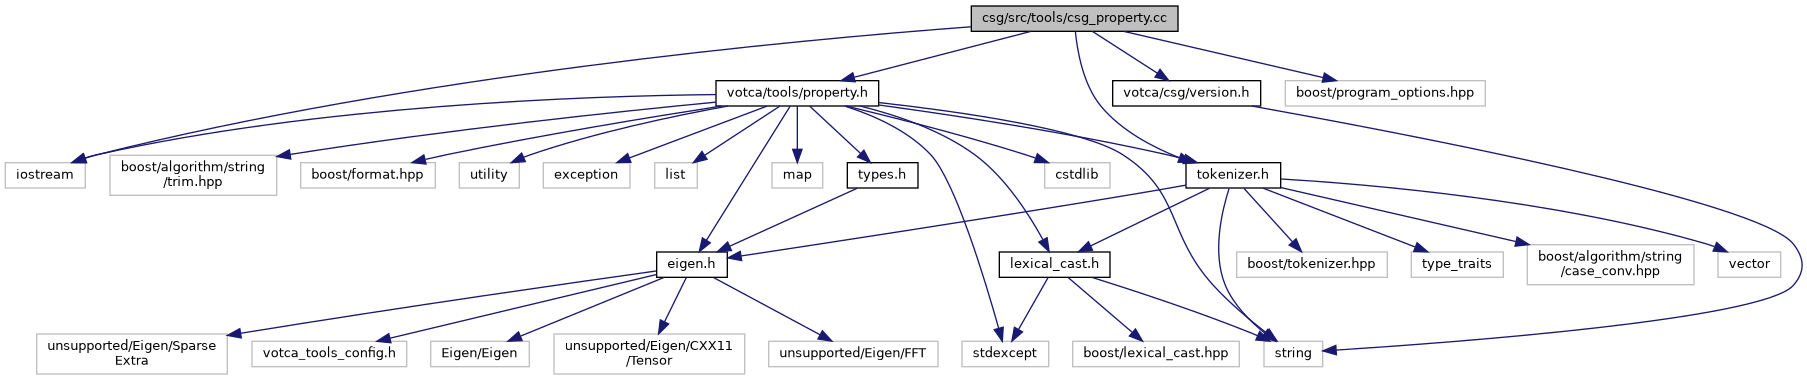 csg/src/tools/csg_property.cc
votca/tools/property.h
votca/csg/version.h
boost/program_options.hpp
iostream
boost/algorithm/string
/trim.hpp
boost/format.hpp
utility
exception
list
map
types.h
cstdlib
tokenizer.h
eigen.h
lexical_cast.h
boost/tokenizer.hpp
type_traits
boost/algorithm/string
/case_conv.hpp
vector
unsupported/Eigen/Sparse
Extra
votca_tools_config.h
Eigen/Eigen
unsupported/Eigen/CXX11
/Tensor
unsupported/Eigen/FFT
stdexcept
boost/lexical_cast.hpp
string